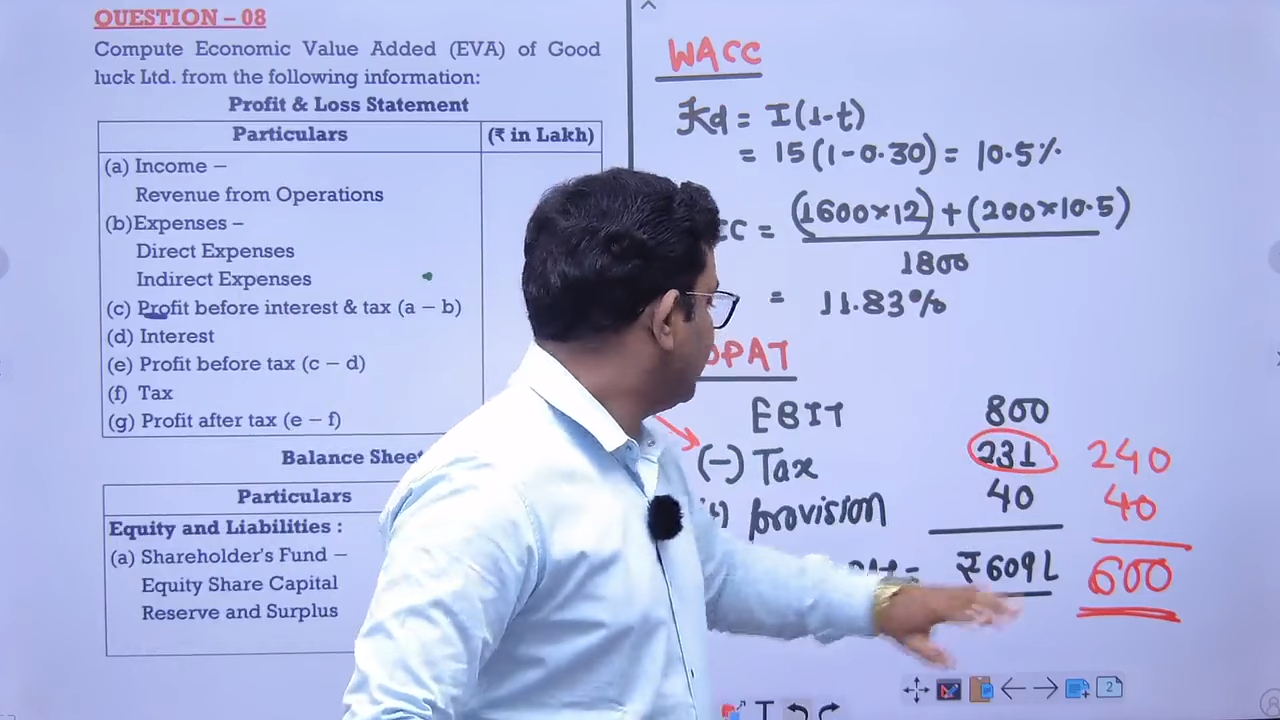 QUESTION – 08
Compute Economic Value Added (EVA) of Good
luck Ltd. from the following information:
Profit & Loss Statement
Particulars (₹ in Lakh)
(a) Income –
Revenue from Operations
(b) Expenses –
Direct Expenses
Indirect Expenses
(c) Profit before interest & tax (a – b)
(d) Interest
(e) Profit before tax (c – d)
(f) Tax
(g) Profit after tax (e – f)
Balance
Particulars
Equity and Liabilities :
(a) Shareholder's Fund –
Equity Share Capital
Reserve and Surplus
WACC
Kd = I(1-t)
= 15(1-0.30) = 10.5%
= (1600×12)+(200×10.5)
1800
= 11.83%
EBIT 800
(-) Tax 231 240
provision 40 40
= ₹609L 600
2